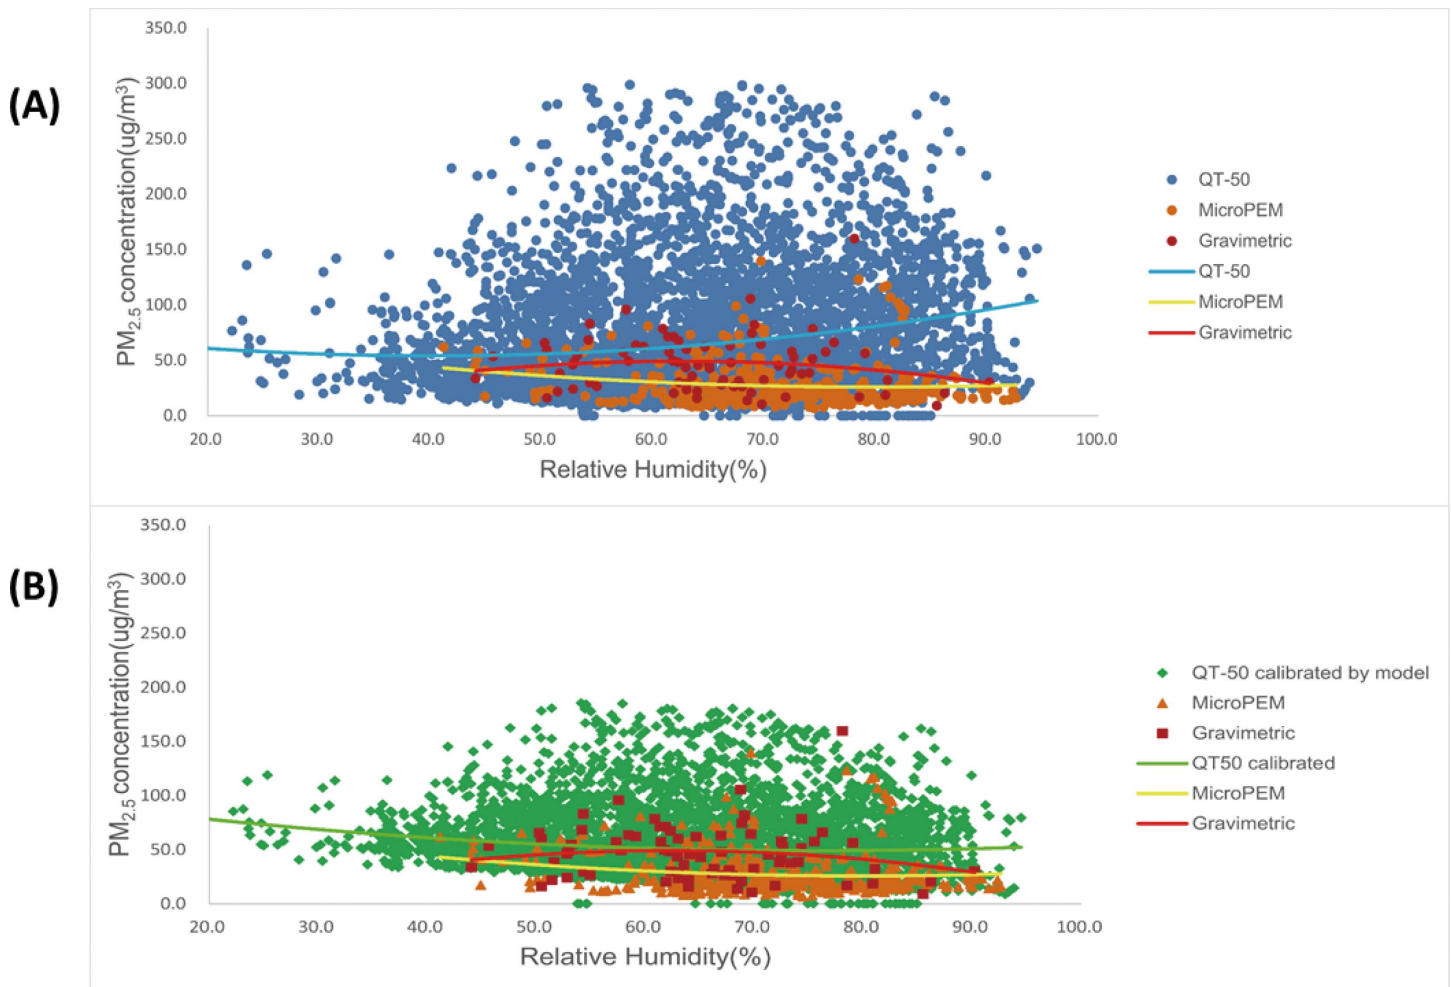 (A)
350.0
300.0
250.0
200.0
150.0
100.0
50.0
0.0
PM2.5 concentration(ug/m3)
20.0 30.0 40.0 50.0 60.0 70.0 80.0 90.0 100.0
Relative Humidity(%)
QT-50
MicroPEM
Gravimetric
QT-50
MicroPEM
Gravimetric
(B)
350.0
300.0
250.0
200.0
150.0
100.0
50.0
0.0
PM2.5 concentration(ug/m3)
20.0 30.0 40.0 50.0 60.0 70.0 80.0 90.0 100.0
Relative Humidity(%)
QT-50 calibrated by model
MicroPEM
Gravimetric
QT50 calibrated
MicroPEM
Gravimetric